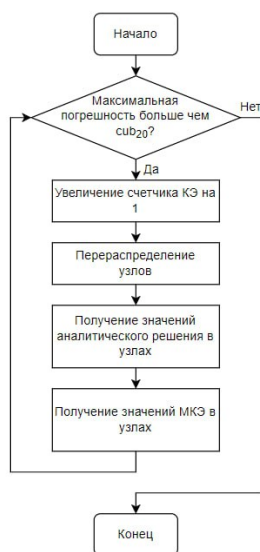 Начало
Максимальная
погрешность больше чем
cub20?
Нет
Да
Увеличение счетчика КЭ на
1
Перераспределение
узлов
Получение значений
аналитического решения в
узлах
Получение значений МКЭ в
узлах
Конец